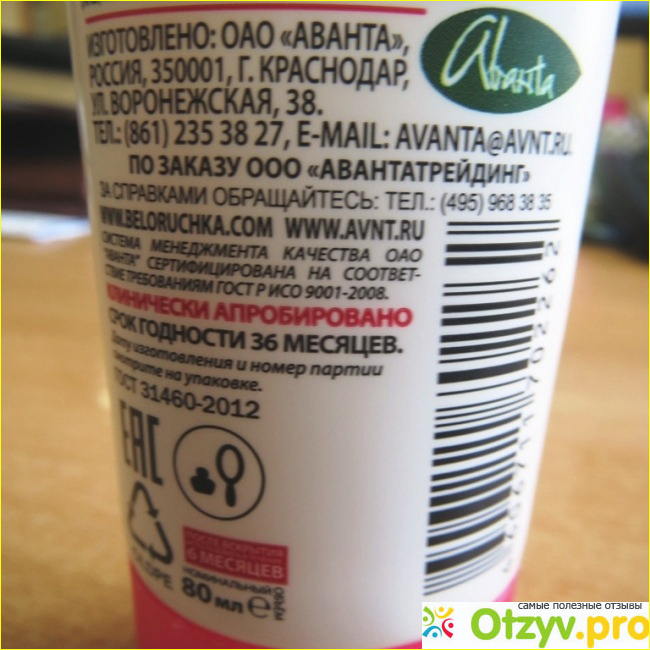 ИЗГОТОВЛЕНО: ОАО «АВАНТА»,
РОССИЯ, 350001, Г. КРАСНОДАР,
УЛ. ВОРОНЕЖСКАЯ, 38.
ТЕЛ.: (861) 235 38 27, E-MAIL: AVANTA@AVNT.RU.
Avanta
ПО ЗАКАЗУ ООО «АВАНТАТРЕЙДИНГ»
ЗА СПРАВКАМИ ОБРАЩАЙТЕСЬ: ТЕЛ.: (495) 968 38 35
WWW.BELORUCHKA.COM WWW.AVNT.RU
СИСТЕМА МЕНЕДЖМЕНТА КАЧЕСТВА ОАО
"АВАНТА" СЕРТИФИЦИРОВАНА НА СООТВЕТ-
СТВИЕ ТРЕБОВАНИЯМ ГОСТ Р ИСО 9001-2008.
КЛИНИЧЕСКИ АПРОБИРОВАНО
СРОК ГОДНОСТИ 36 МЕСЯЦЕВ.
Дату изготовления и номер партии
смотрите на упаковке.
ГОСТ 31460-2012
EAC
ПОСЛЕ ВСКРЫТИЯ
6 МЕСЯЦЕВ
НОМИНАЛЬНЫЙ
ОБЪЕМ
80 МЛ e
самые полезные отзывы
Otzyv.pro